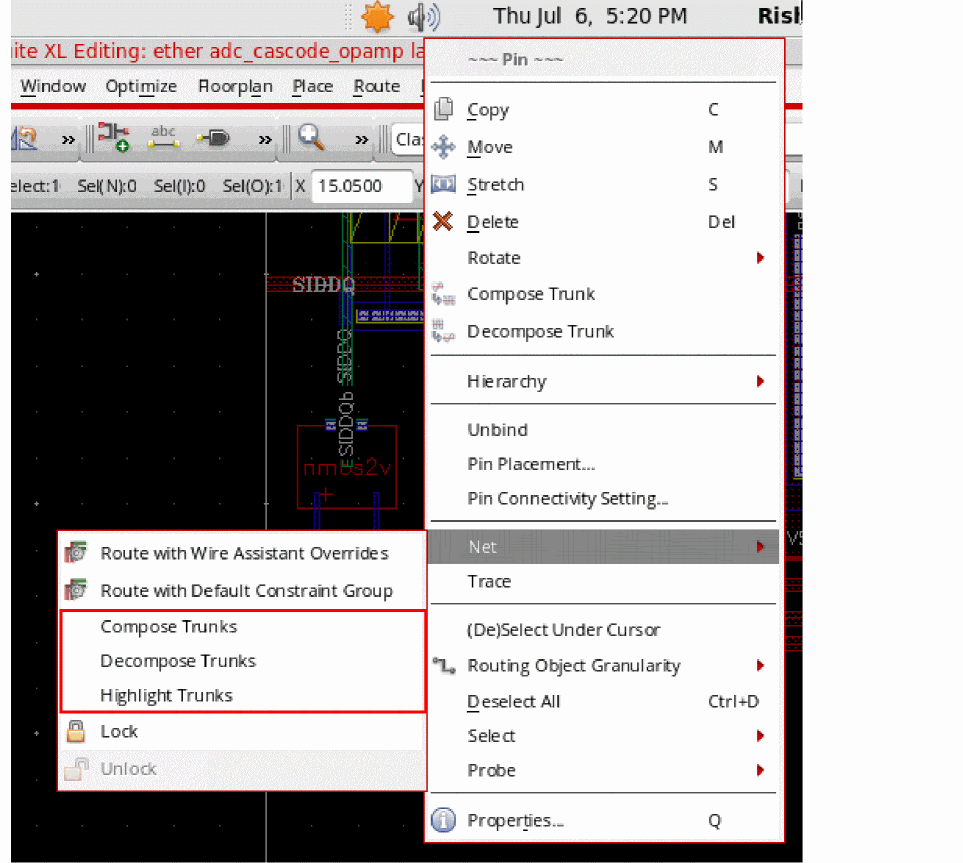 Thu Jul 6, 5:20 PM
ite XL Editing: ether adc_cascode_opamp la
Window Optimize Floorplan Place Route
abc
» » » Cla
elect:1 Sel(N):0 Sel(I):0 Sel(O):1 X 15.0500 Y
~~~ Pin ~~~
Copy C
Move M
Stretch S
Delete Del
Rotate
Compose Trunk
Decompose Trunk
Hierarchy
Unbind
Pin Placement...
Pin Connectivity Setting...
Net
Trace
(De)Select Under Cursor
Routing Object Granularity
Deselect All Ctrl+D
Select
Probe
Properties... Q
SIDDQ
SIDDQ
SIDDQb
nmos2v
Route with Wire Assistant Overrides
Route with Default Constraint Group
Compose Trunks
Decompose Trunks
Highlight Trunks
Lock
Unlock